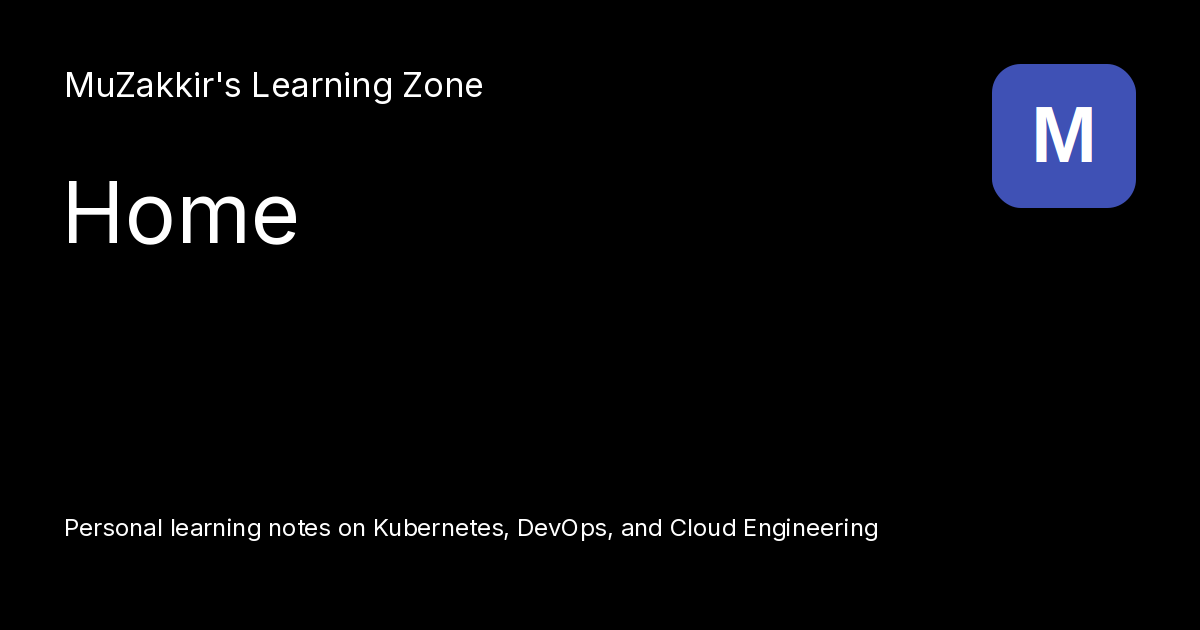 MuZakkir's Learning Zone
M
Home
Personal learning notes on Kubernetes, DevOps, and Cloud Engineering